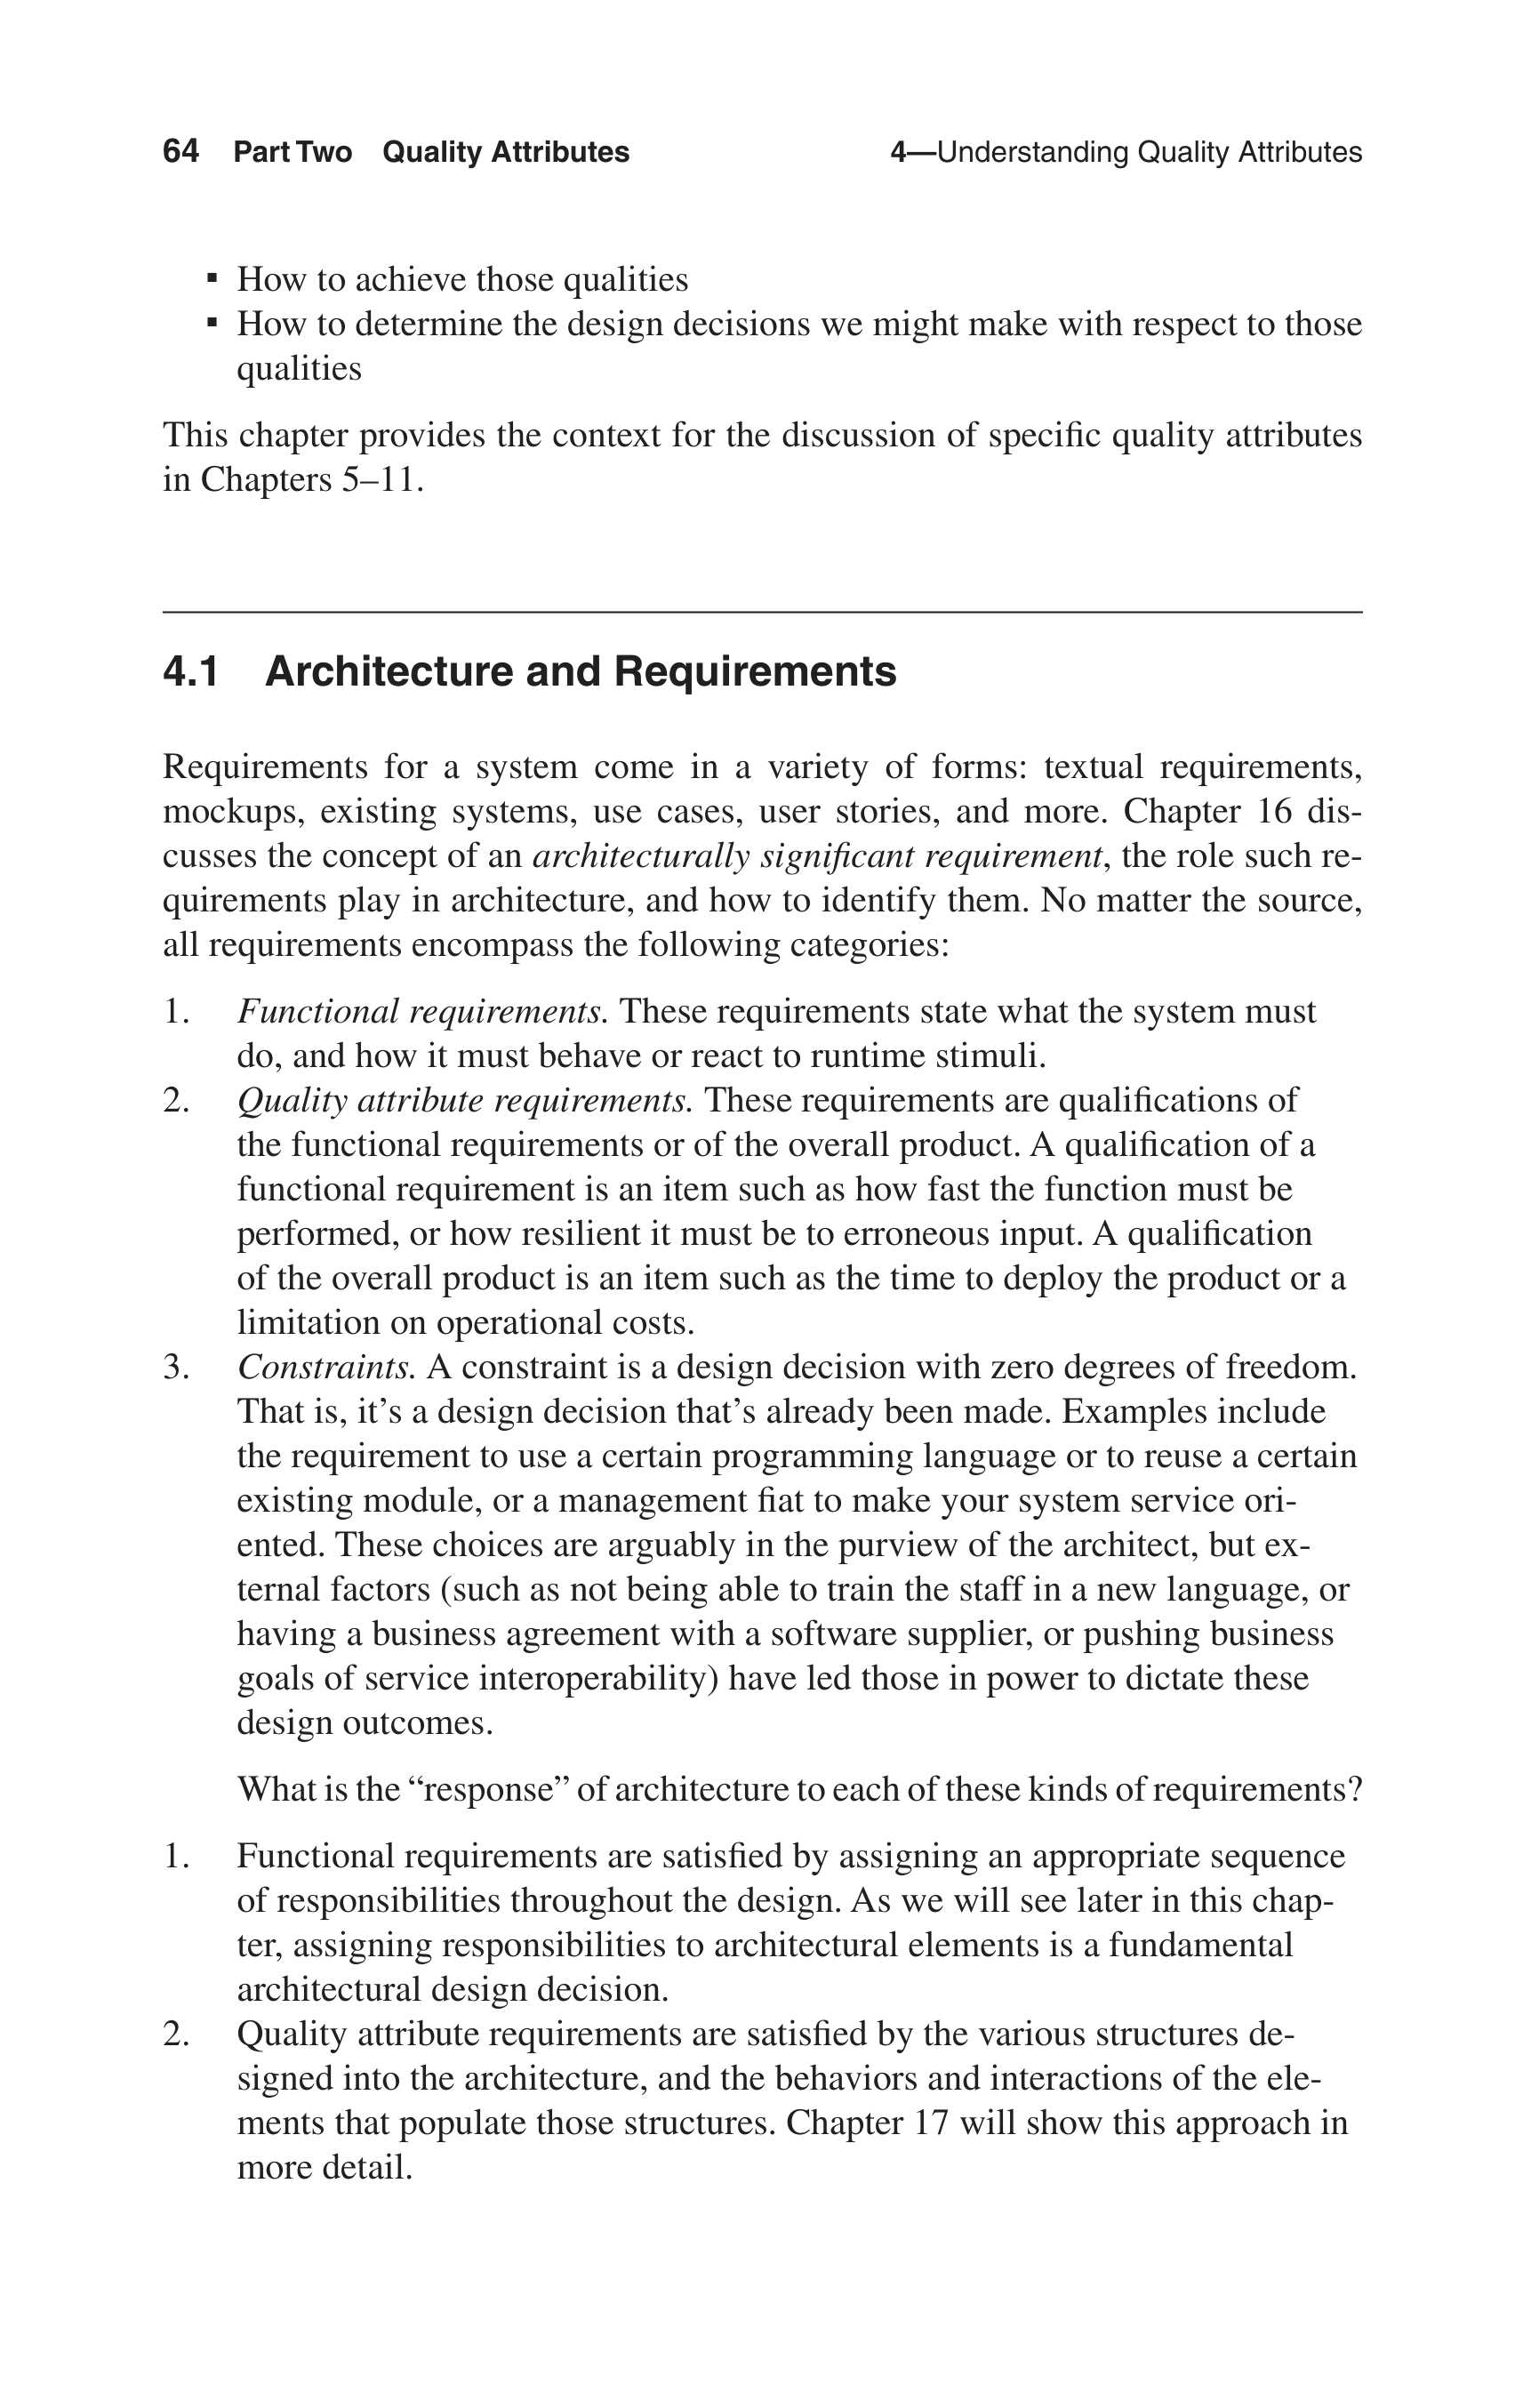 64 Part Two Quality Attributes 4—Understanding Quality Attributes
▪ How to achieve those qualities
▪ How to determine the design decisions we might make with respect to those
qualities
This chapter provides the context for the discussion of specific quality attributes
in Chapters 5–11.
4.1 Architecture and Requirements
Requirements for a system come in a variety of forms: textual requirements,
mockups, existing systems, use cases, user stories, and more. Chapter 16 dis-
cusses the concept of an architecturally significant requirement, the role such re-
quirements play in architecture, and how to identify them. No matter the source,
all requirements encompass the following categories:
1. Functional requirements. These requirements state what the system must
do, and how it must behave or react to runtime stimuli.
2. Quality attribute requirements. These requirements are qualifications of
the functional requirements or of the overall product. A qualification of a
functional requirement is an item such as how fast the function must be
performed, or how resilient it must be to erroneous input. A qualification
of the overall product is an item such as the time to deploy the product or a
limitation on operational costs.
3. Constraints. A constraint is a design decision with zero degrees of freedom.
That is, it’s a design decision that’s already been made. Examples include
the requirement to use a certain programming language or to reuse a certain
existing module, or a management fiat to make your system service ori-
ented. These choices are arguably in the purview of the architect, but ex-
ternal factors (such as not being able to train the staff in a new language, or
having a business agreement with a software supplier, or pushing business
goals of service interoperability) have led those in power to dictate these
design outcomes.
What is the “response” of architecture to each of these kinds of requirements?
1. Functional requirements are satisfied by assigning an appropriate sequence
of responsibilities throughout the design. As we will see later in this chap-
ter, assigning responsibilities to architectural elements is a fundamental
architectural design decision.
2. Quality attribute requirements are satisfied by the various structures de-
signed into the architecture, and the behaviors and interactions of the ele-
ments that populate those structures. Chapter 17 will show this approach in
more detail.